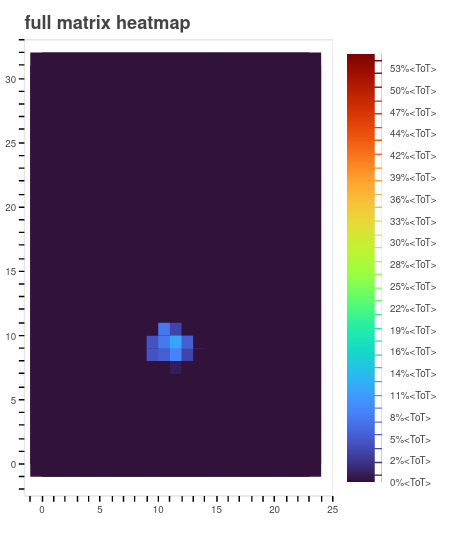 full matrix heatmap
30
25
20
15
10
5
0
0 5 10 15 20 25
53%<ToT>
50%<ToT>
47%<ToT>
44%<ToT>
42%<ToT>
39%<ToT>
36%<ToT>
33%<ToT>
30%<ToT>
28%<ToT>
25%<ToT>
22%<ToT>
19%<ToT>
16%<ToT>
14%<ToT>
11%<ToT>
8%<ToT>
5%<ToT>
2%<ToT>
0%<ToT>